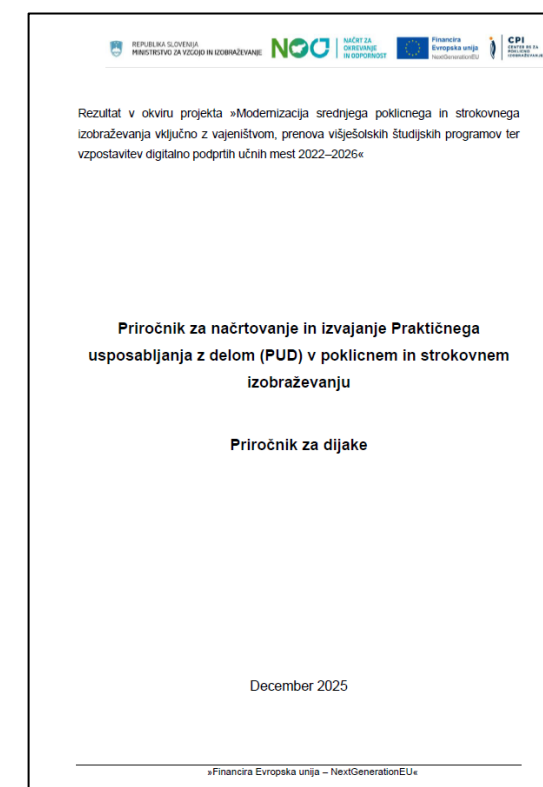 REPUBLIKA SLOVENIJA
MINISTRSTVO ZA VZGOJO IN IZOBRAŽEVANJE
NOO
NAČRT ZA
OKREVANJE
IN ODPORNOST
Financira
Evropska unija
NextGenerationEU
CPI
Rezultat v okviru projekta »Modernizacija srednjega poklicnega in strokovnega
izobraževanja vključno z vajeništvom, prenova višješolskih študijskih programov ter
vzpostavitev digitalno podprtih učnih mest 2022–2026«
Priročnik za načrtovanje in izvajanje Praktičnega
usposabljanja z delom (PUD) v poklicnem in strokovnem
izobraževanju
Priročnik za dijake
December 2025
»Financira Evropska unija – NextGenerationEU«